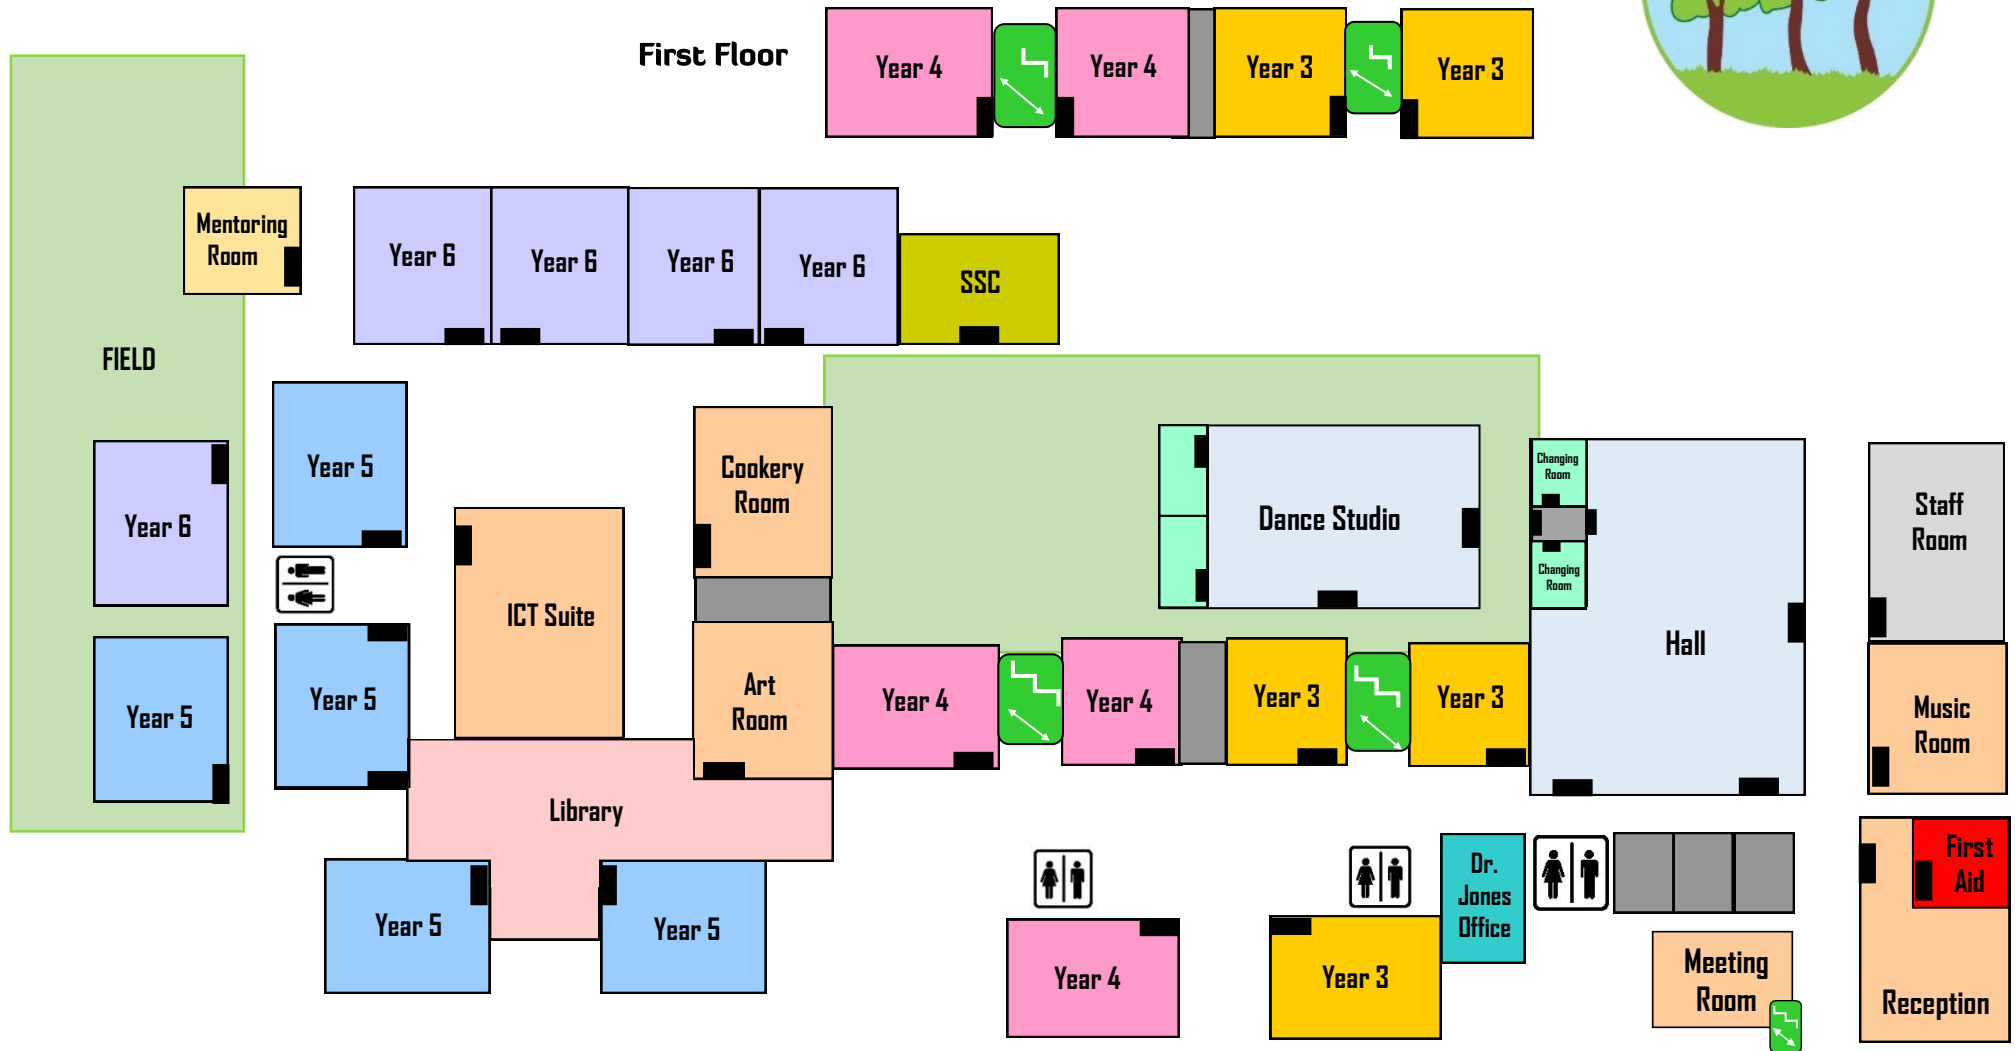 First Floor
Year 4
Year 4
Year 3
Year 3
Mentoring
Room
Year 6
Year 6
Year 6
Year 6
SSC
FIELD
Year 6
Year 5
Year 5
Year 5
ICT Suite
Cookery
Room
Art
Room
Library
Year 5
Year 5
Dance Studio
Changing
Room
Changing
Room
Hall
Staff
Room
Music
Room
Year 4
Year 4
Year 3
Year 3
Year 4
Year 3
Dr.
Jones
Office
Meeting
Room
First
Aid
Reception